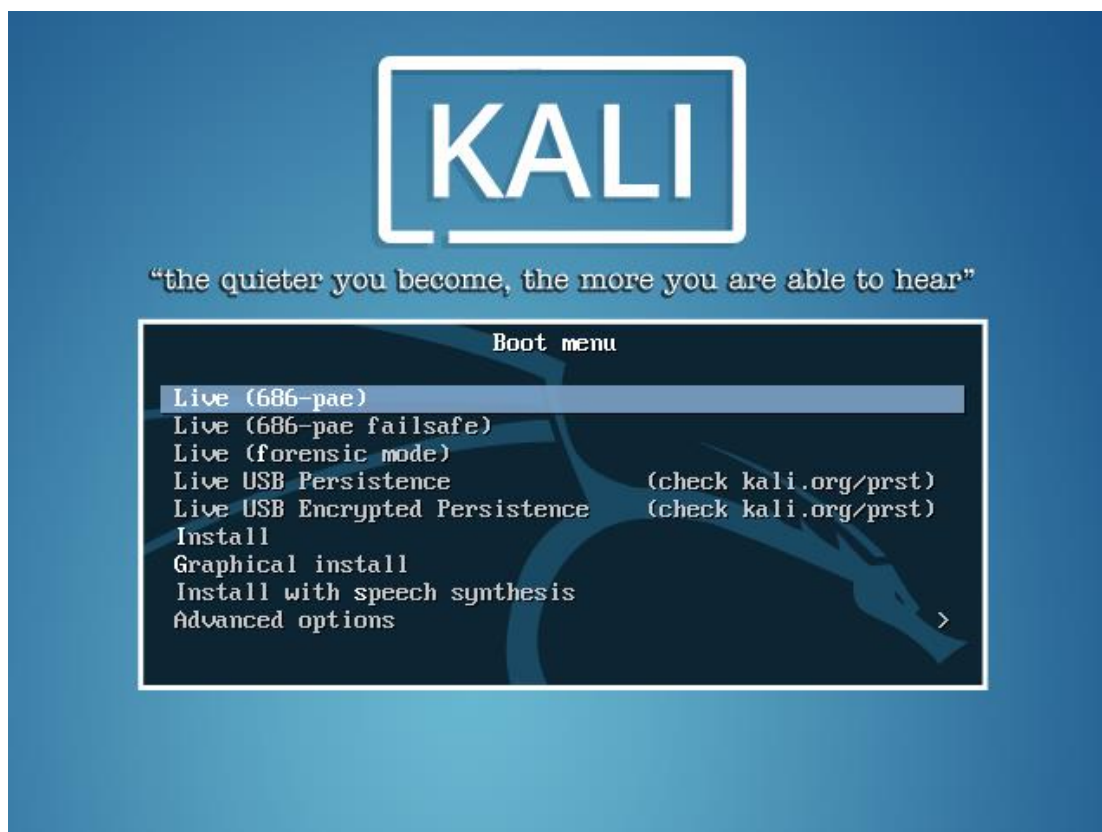 KALI
“the quieter you become, the more you are able to hear”
Boot menu
Live (686-pae)
Live (686-pae failsafe)
Live (forensic mode)
Live USB Persistence (check kali.org/prst)
Live USB Encrypted Persistence (check kali.org/prst)
Install
Graphical install
Install with speech synthesis
Advanced options >